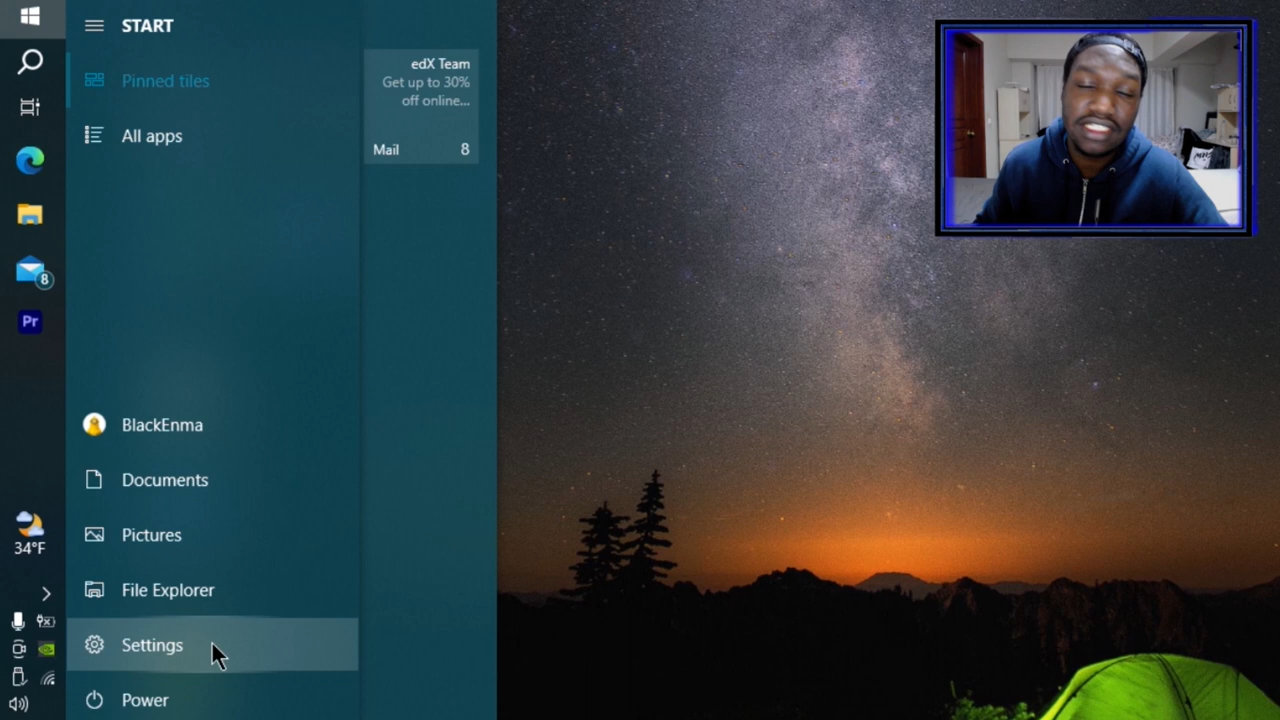 START
Pinned tiles
All apps
edX Team
Get up to 30%
off online...
Mail 8
8
Pr
BlackEnma
Documents
Pictures
34°F
File Explorer
Settings
Power